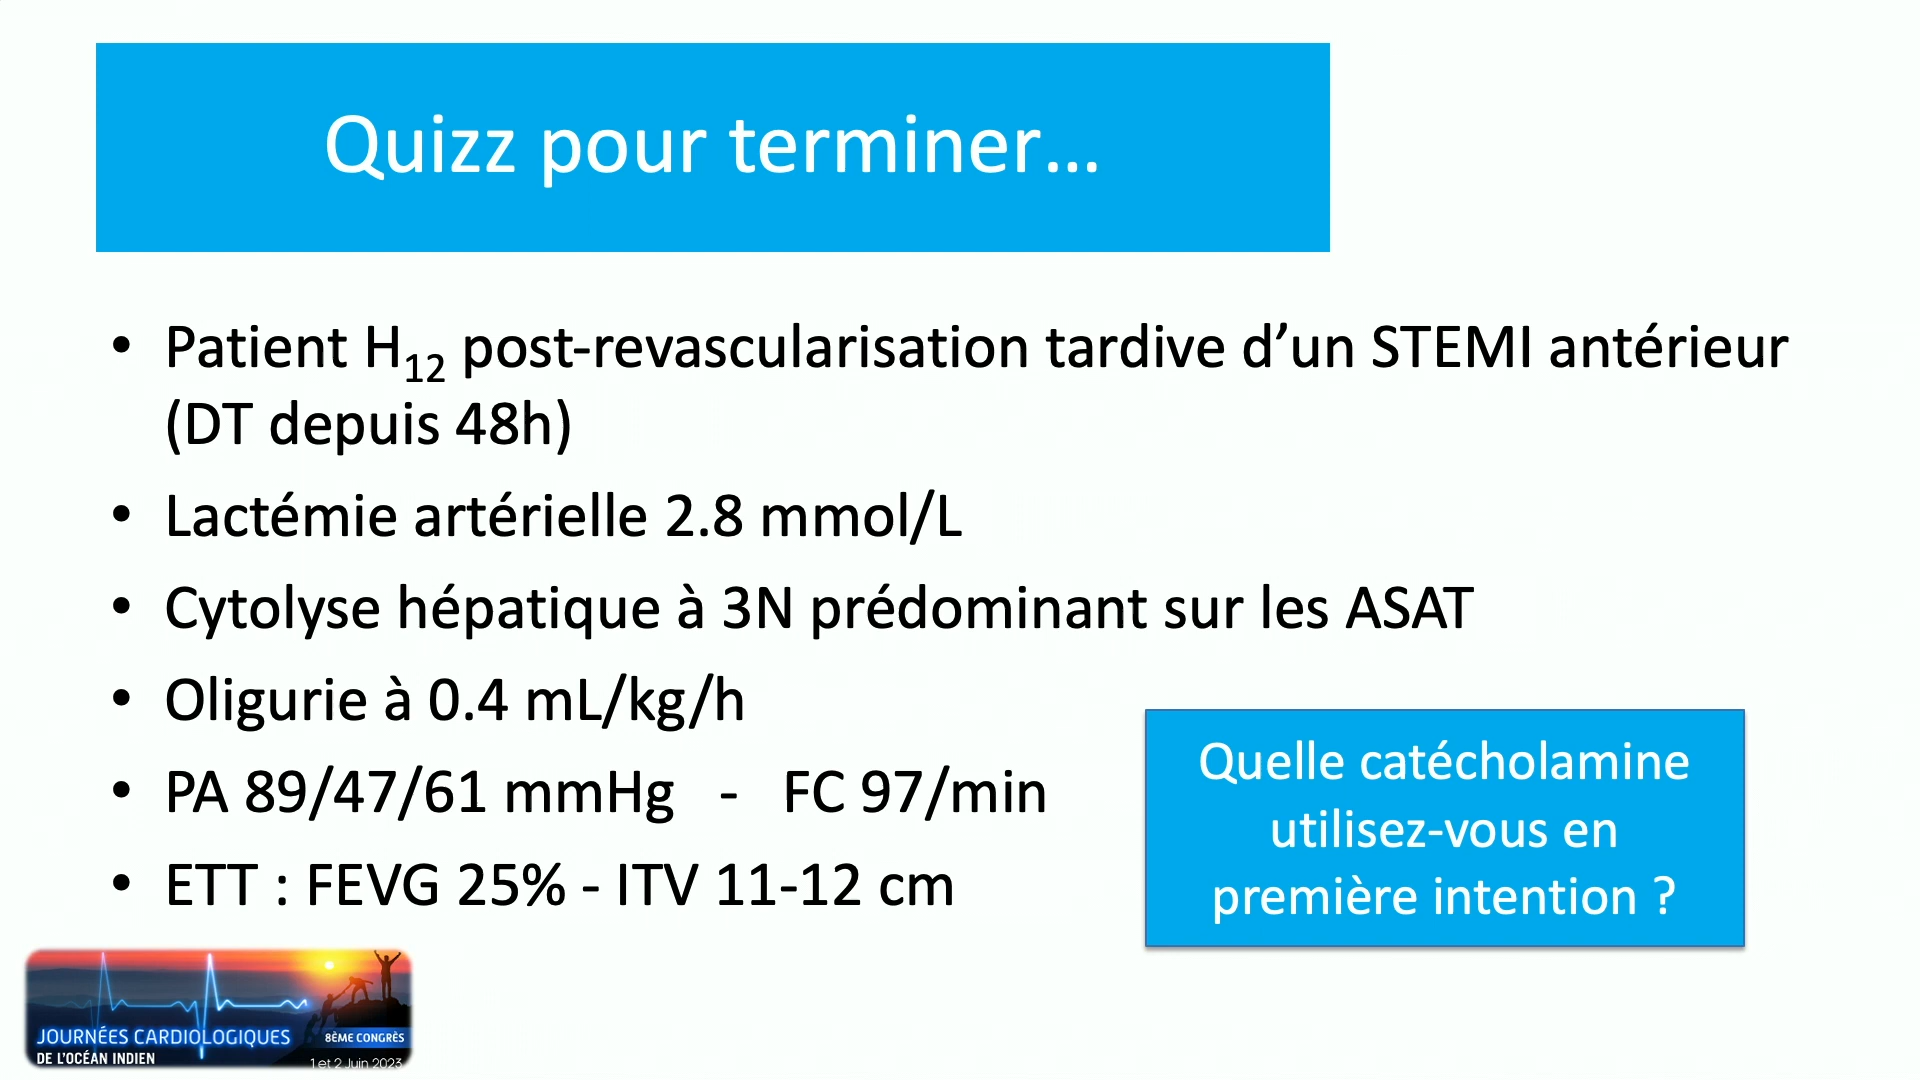 Quizz pour terminer…
• Patient H12 post-revascularisation tardive d’un STEMI antérieur
(DT depuis 48h)
• Lactémie artérielle 2.8 mmol/L
• Cytolyse hépatique à 3N prédominant sur les ASAT
• Oligurie à 0.4 mL/kg/h
• PA 89/47/61 mmHg - FC 97/min
• ETT : FEVG 25% - ITV 11-12 cm
Quelle catécholamine
utilisez-vous en
première intention ?
JOURNÉES CARDIOLOGIQUES
DE L'OCÉAN INDIEN
8ÈME CONGRÈS
1 et 2 Juin 2023